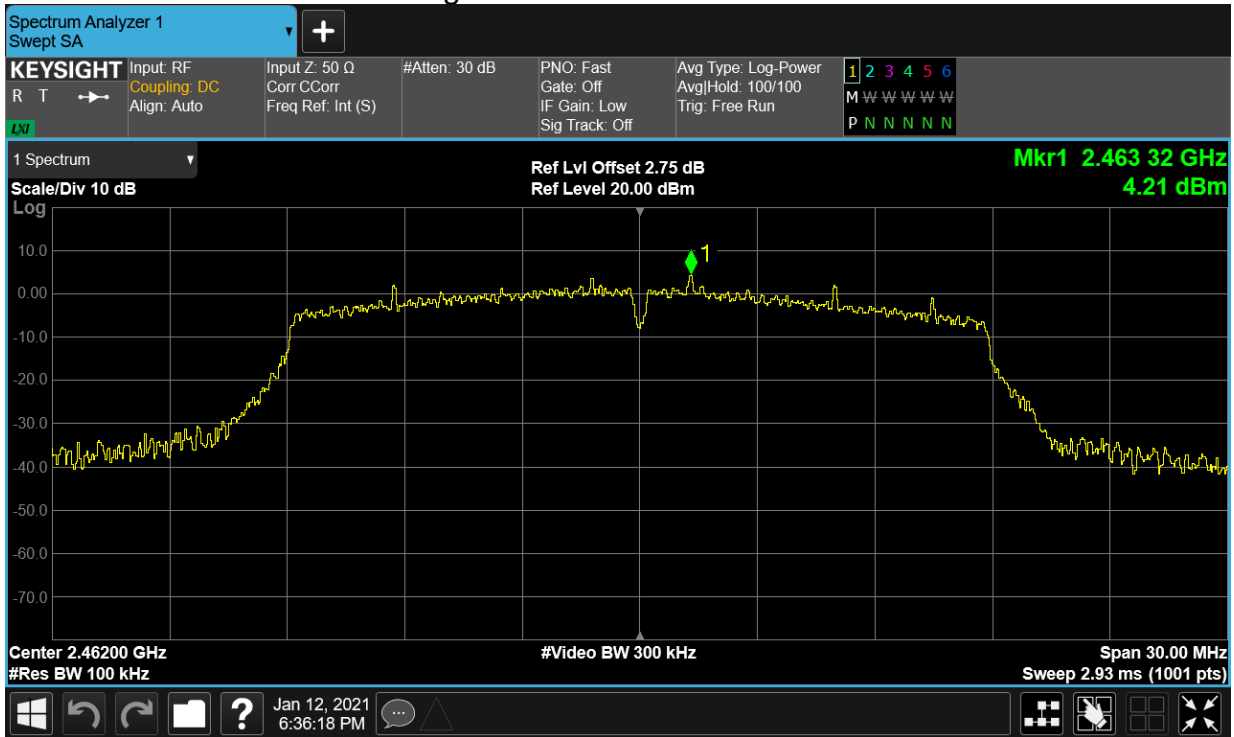 Spectrum Analyzer 1
Swept SA
+
KEYSIGHT
R T
LXI
Input: RF
Coupling: DC
Align: Auto
Input Z: 50 Ω
Corr CCorr
Freq Ref: Int (S)
#Atten: 30 dB
PNO: Fast
Gate: Off
IF Gain: Low
Sig Track: Off
Avg Type: Log-Power
Avg|Hold: 100/100
Trig: Free Run
1 2 3 4 5 6
M W W W W W
P N N N N N
1 Spectrum
Scale/Div 10 dB
Log
Ref Lvl Offset 2.75 dB
Ref Level 20.00 dBm
Mkr1 2.463 32 GHz
4.21 dBm
1
10.0
0.00
-10.0
-20.0
-30.0
-40.0
-50.0
-60.0
-70.0
Center 2.46200 GHz
#Res BW 100 kHz
#Video BW 300 kHz
Span 30.00 MHz
Sweep 2.93 ms (1001 pts)
?
Jan 12, 2021
6:36:18 PM